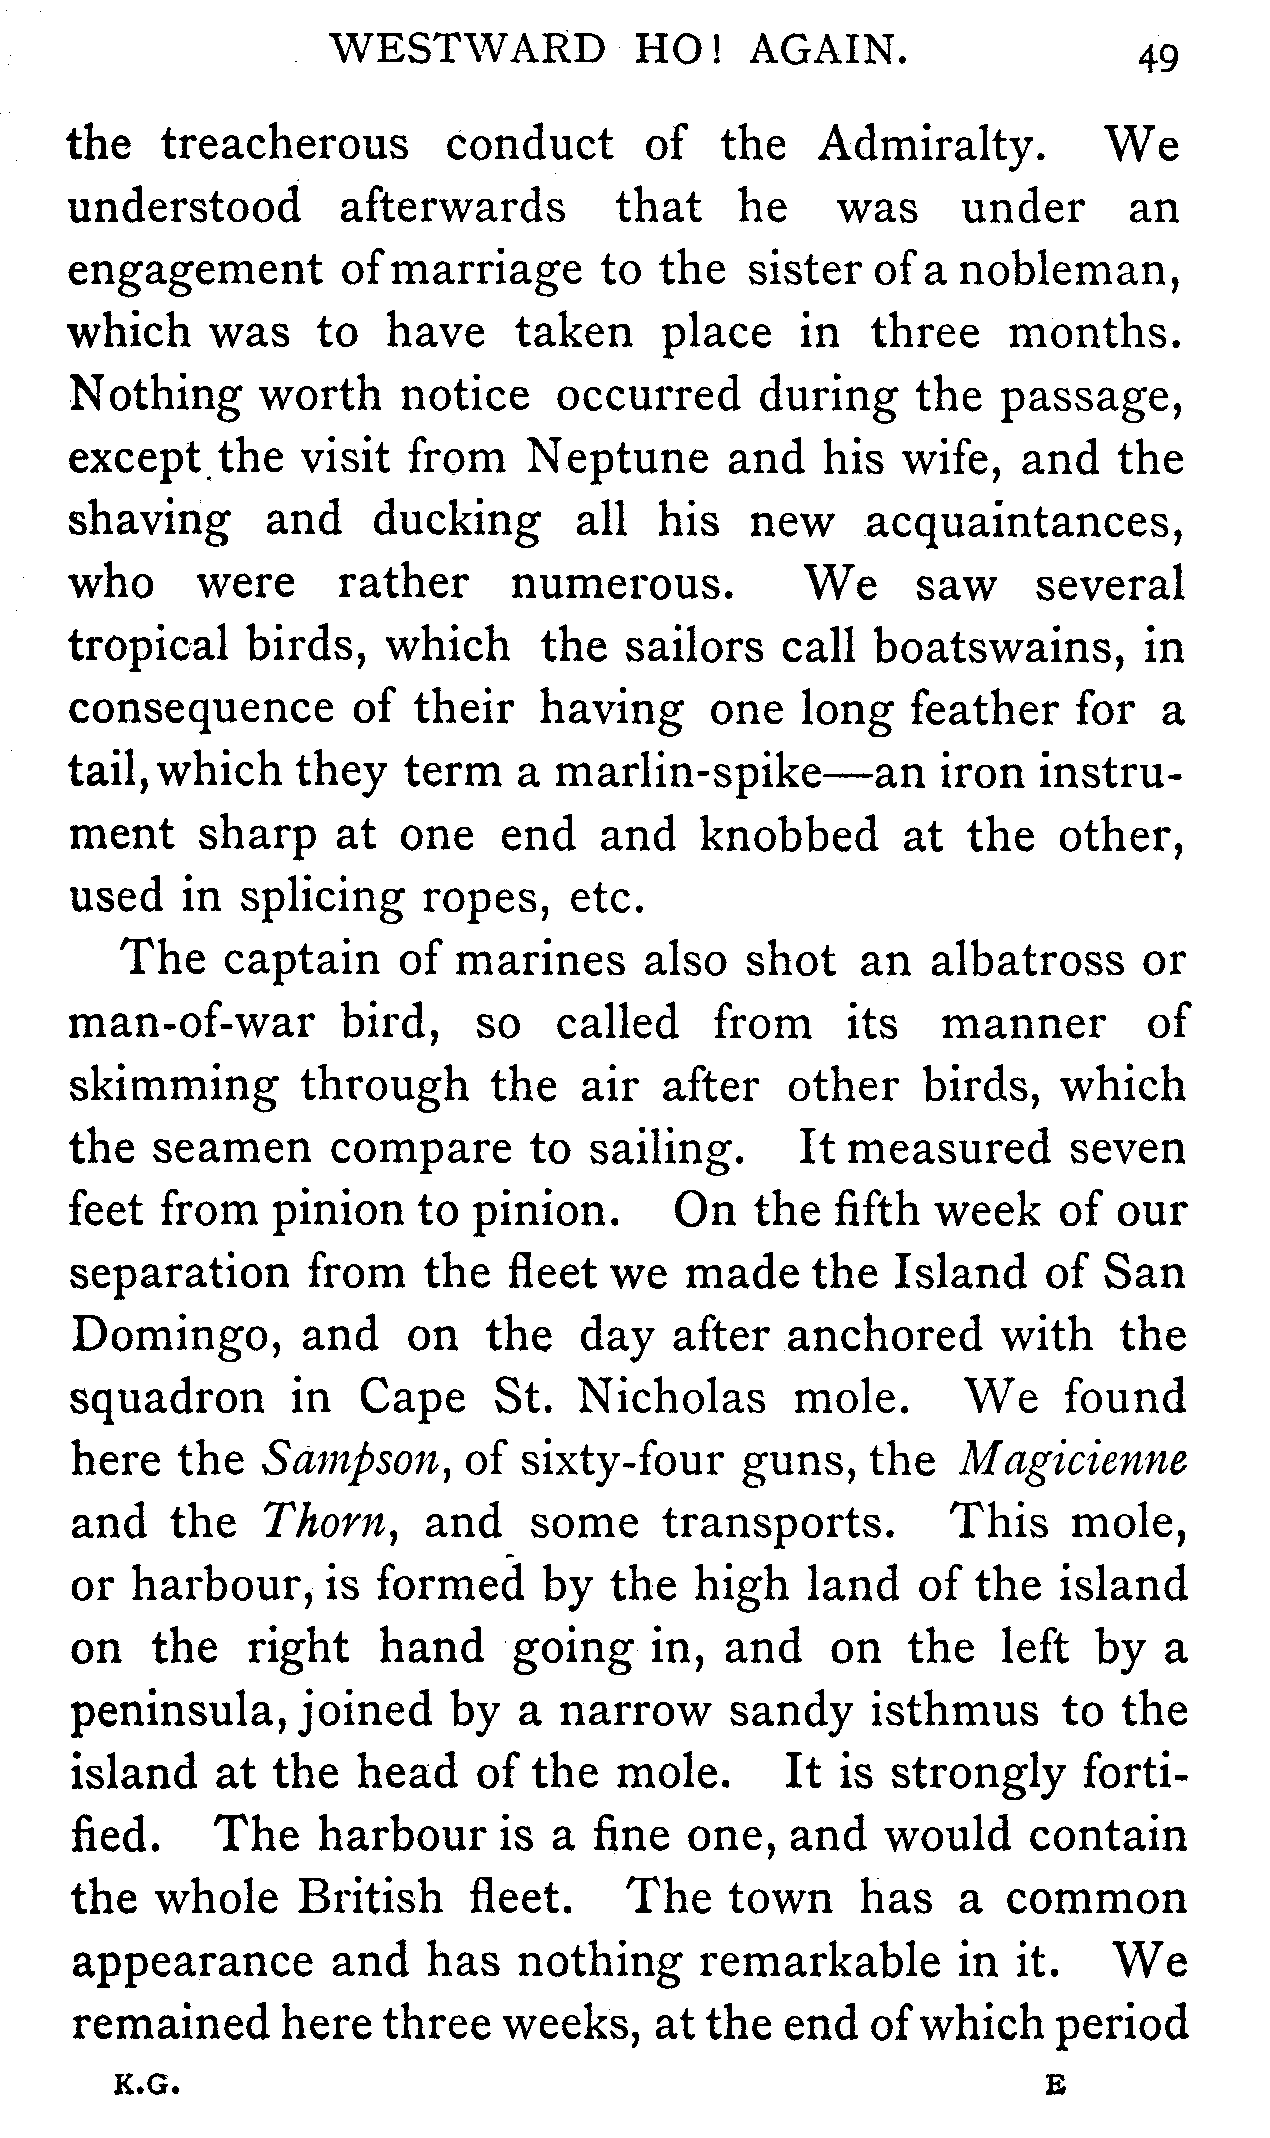 WESTWARD HO! AGAIN. 49
the treacherous conduct of the Admiralty. We
understood afterwards that he was under an
engagement of marriage to the sister of a nobleman,
which was to have taken place in three months.
Nothing worth notice occurred during the passage,
except the visit from Neptune and his wife, and the
shaving and ducking all his new acquaintances,
who were rather numerous. We saw several
tropical birds, which the sailors call boatswains, in
consequence of their having one long feather for a
tail, which they term a marlin-spike—an iron instru-
ment sharp at one end and knobbed at the other,
used in splicing ropes, etc.
The captain of marines also shot an albatross or
man-of-war bird, so called from its manner of
skimming through the air after other birds, which
the seamen compare to sailing. It measured seven
feet from pinion to pinion. On the fifth week of our
separation from the fleet we made the Island of San
Domingo, and on the day after anchored with the
squadron in Cape St. Nicholas mole. We found
here the Sampson, of sixty-four guns, the Magicienne
and the Thorn, and some transports. This mole,
or harbour, is formed by the high land of the island
on the right hand going in, and on the left by a
peninsula, joined by a narrow sandy isthmus to the
island at the head of the mole. It is strongly forti-
fied. The harbour is a fine one, and would contain
the whole British fleet. The town has a common
appearance and has nothing remarkable in it. We
remained here three weeks, at the end of which period
K.G. E